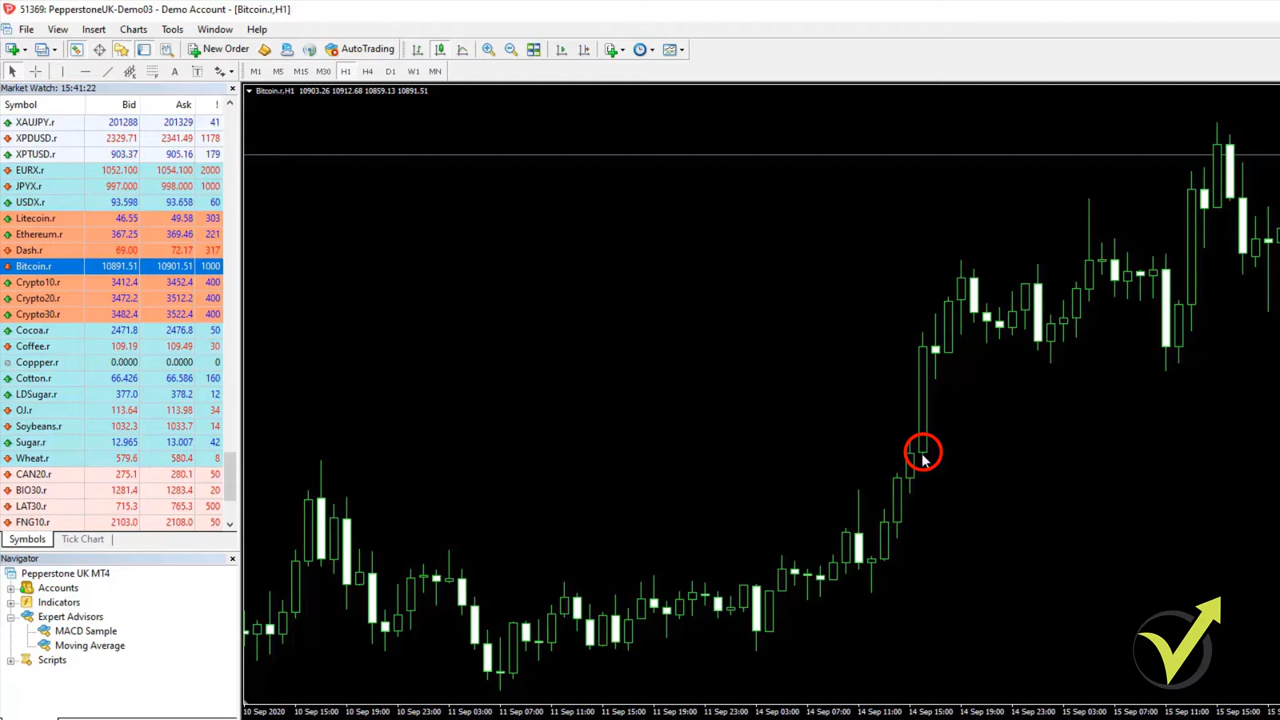 51369: PepperstoneUK-Demo03 - Demo Account - [Bitcoin.r,H1]
File View Insert Charts Tools Window Help
New Order AutoTrading
A T M1 M5 M15 M30 H1 H4 D1 W1 MN
Market Watch: 15:41:22
Symbol Bid Ask !
XAUJPY.r 201288 201329 41
XPDUSD.r 2329.71 2341.49 1178
XPTUSD.r 903.37 905.16 179
EURX.r 1052.100 1054.100 2000
JPYX.r 997.000 998.000 1000
USDX.r 93.598 93.658 60
Litecoin.r 46.55 49.58 303
Ethereum.r 367.25 369.46 221
Dash.r 69.00 72.17 317
Bitcoin.r 10891.51 10901.51 1000
Crypto10.r 3412.4 3452.4 400
Crypto20.r 3472.2 3512.2 400
Crypto30.r 3482.4 3522.4 400
Cocoa.r 2471.8 2476.8 50
Coffee.r 109.19 109.49 30
Coppper.r 0.0000 0.0000 0
Cotton.r 66.426 66.586 160
LDSugar.r 377.0 378.2 12
OJ.r 113.64 113.98 34
Soybeans.r 1032.3 1033.7 14
Sugar.r 12.965 13.007 42
Wheat.r 579.6 580.4 8
CAN20.r 275.1 280.1 50
BIO30.r 1281.4 1283.4 20
LAT30.r 715.3 765.3 500
FNG10.r 2103.0 2108.0 50
Symbols Tick Chart
Navigator
Pepperstone UK MT4
Accounts
Indicators
Expert Advisors
MACD Sample
Moving Average
Scripts
Bitcoin.r,H1 10903.26 10912.68 10859.13 10891.51
10 Sep 2020 10 Sep 15:00 10 Sep 19:00 10 Sep 23:00 11 Sep 03:00 11 Sep 07:00 11 Sep 11:00 11 Sep 15:00 11 Sep 19:00 11 Sep 23:00 14 Sep 03:00 14 Sep 07:00 14 Sep 11:00 14 Sep 15:00 14 Sep 19:00 14 Sep 23:00 15 Sep 03:00 15 Sep 07:00 15 Sep 11:00 15 Sep 15:00 15 S